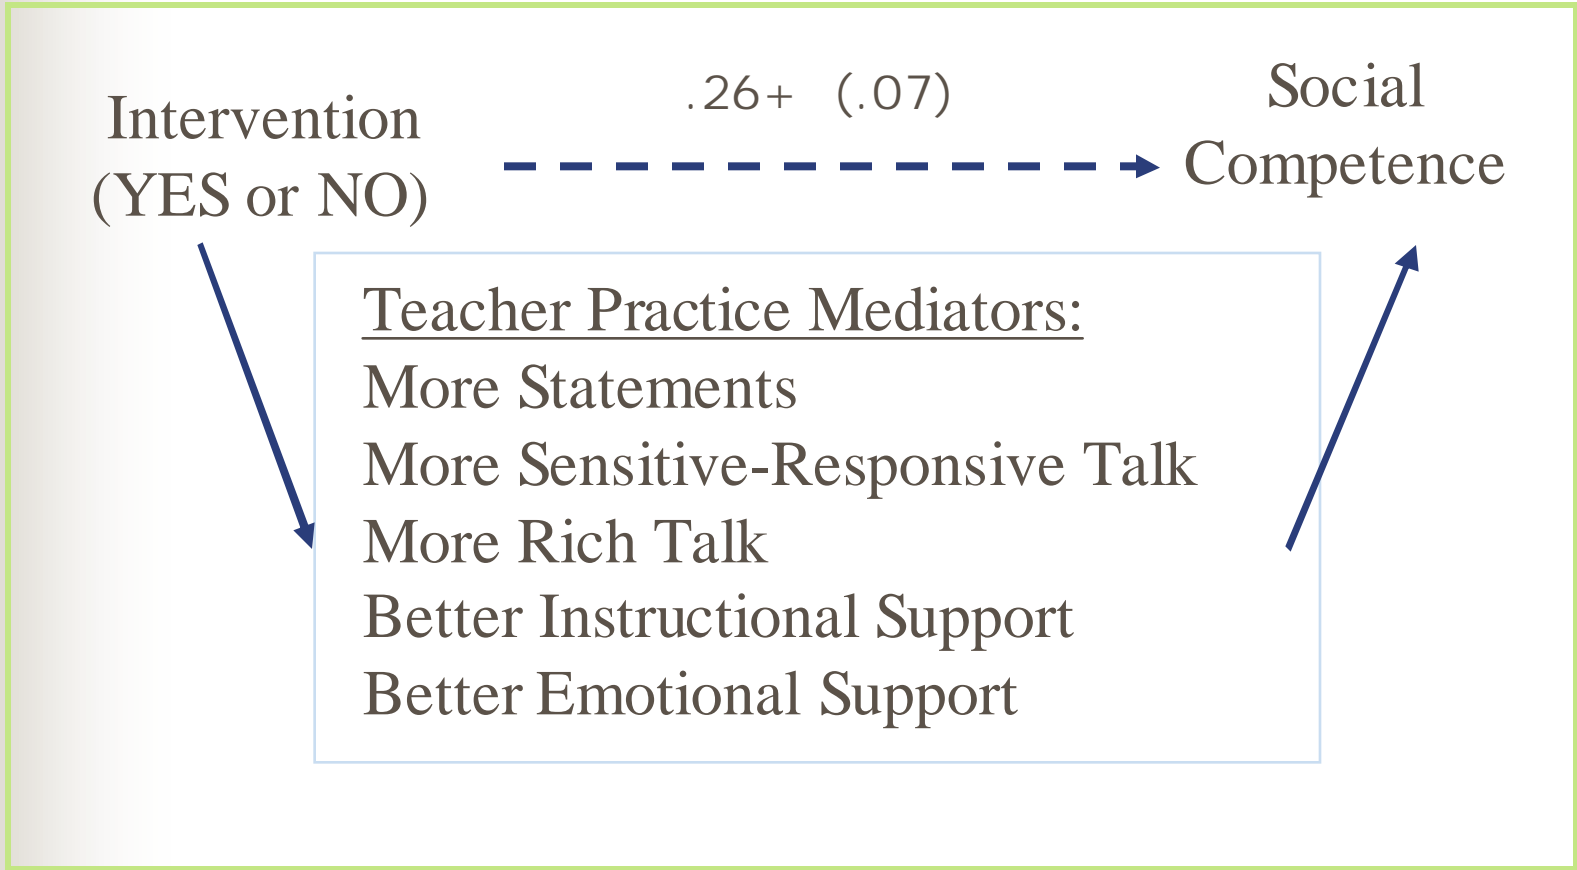 Intervention
(YES or NO)
.26+ (.07)
Social
Competence
Teacher Practice Mediators:
More Statements
More Sensitive-Responsive Talk
More Rich Talk
Better Instructional Support
Better Emotional Support